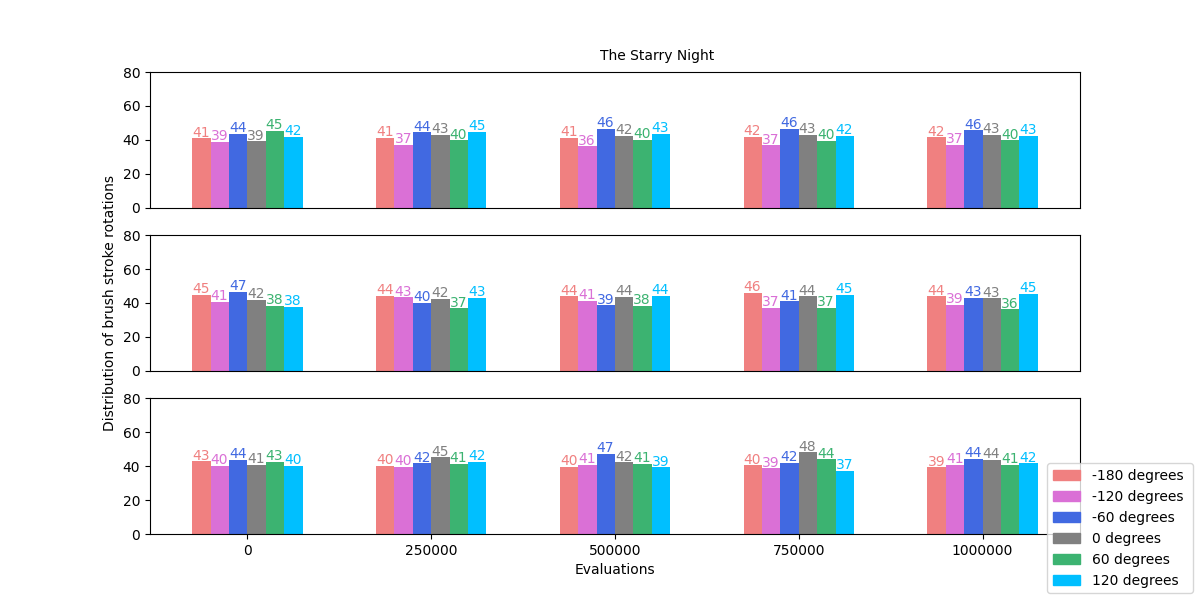 The Starry Night
Distribution of brush stroke rotations
80
60
40
20
0
41 39 44 39 45 42
41 37 44 43 40 45
41 36 46 42 40 43
42 37 46 43 40 42
42 37 46 43 40 43
80
60
40
20
0
45 41 47 42 38 38
44 43 40 42 37 43
44 41 39 44 38 44
46 37 41 44 37 45
44 39 43 43 36 45
80
60
40
20
0
43 40 44 41 43 40
40 40 42 45 41 42
40 41 47 42 41 39
40 39 42 48 44 37
39 41 44 44 41 42
0 250000 500000 750000 1000000
Evaluations
-180 degrees
-120 degrees
-60 degrees
0 degrees
60 degrees
120 degrees